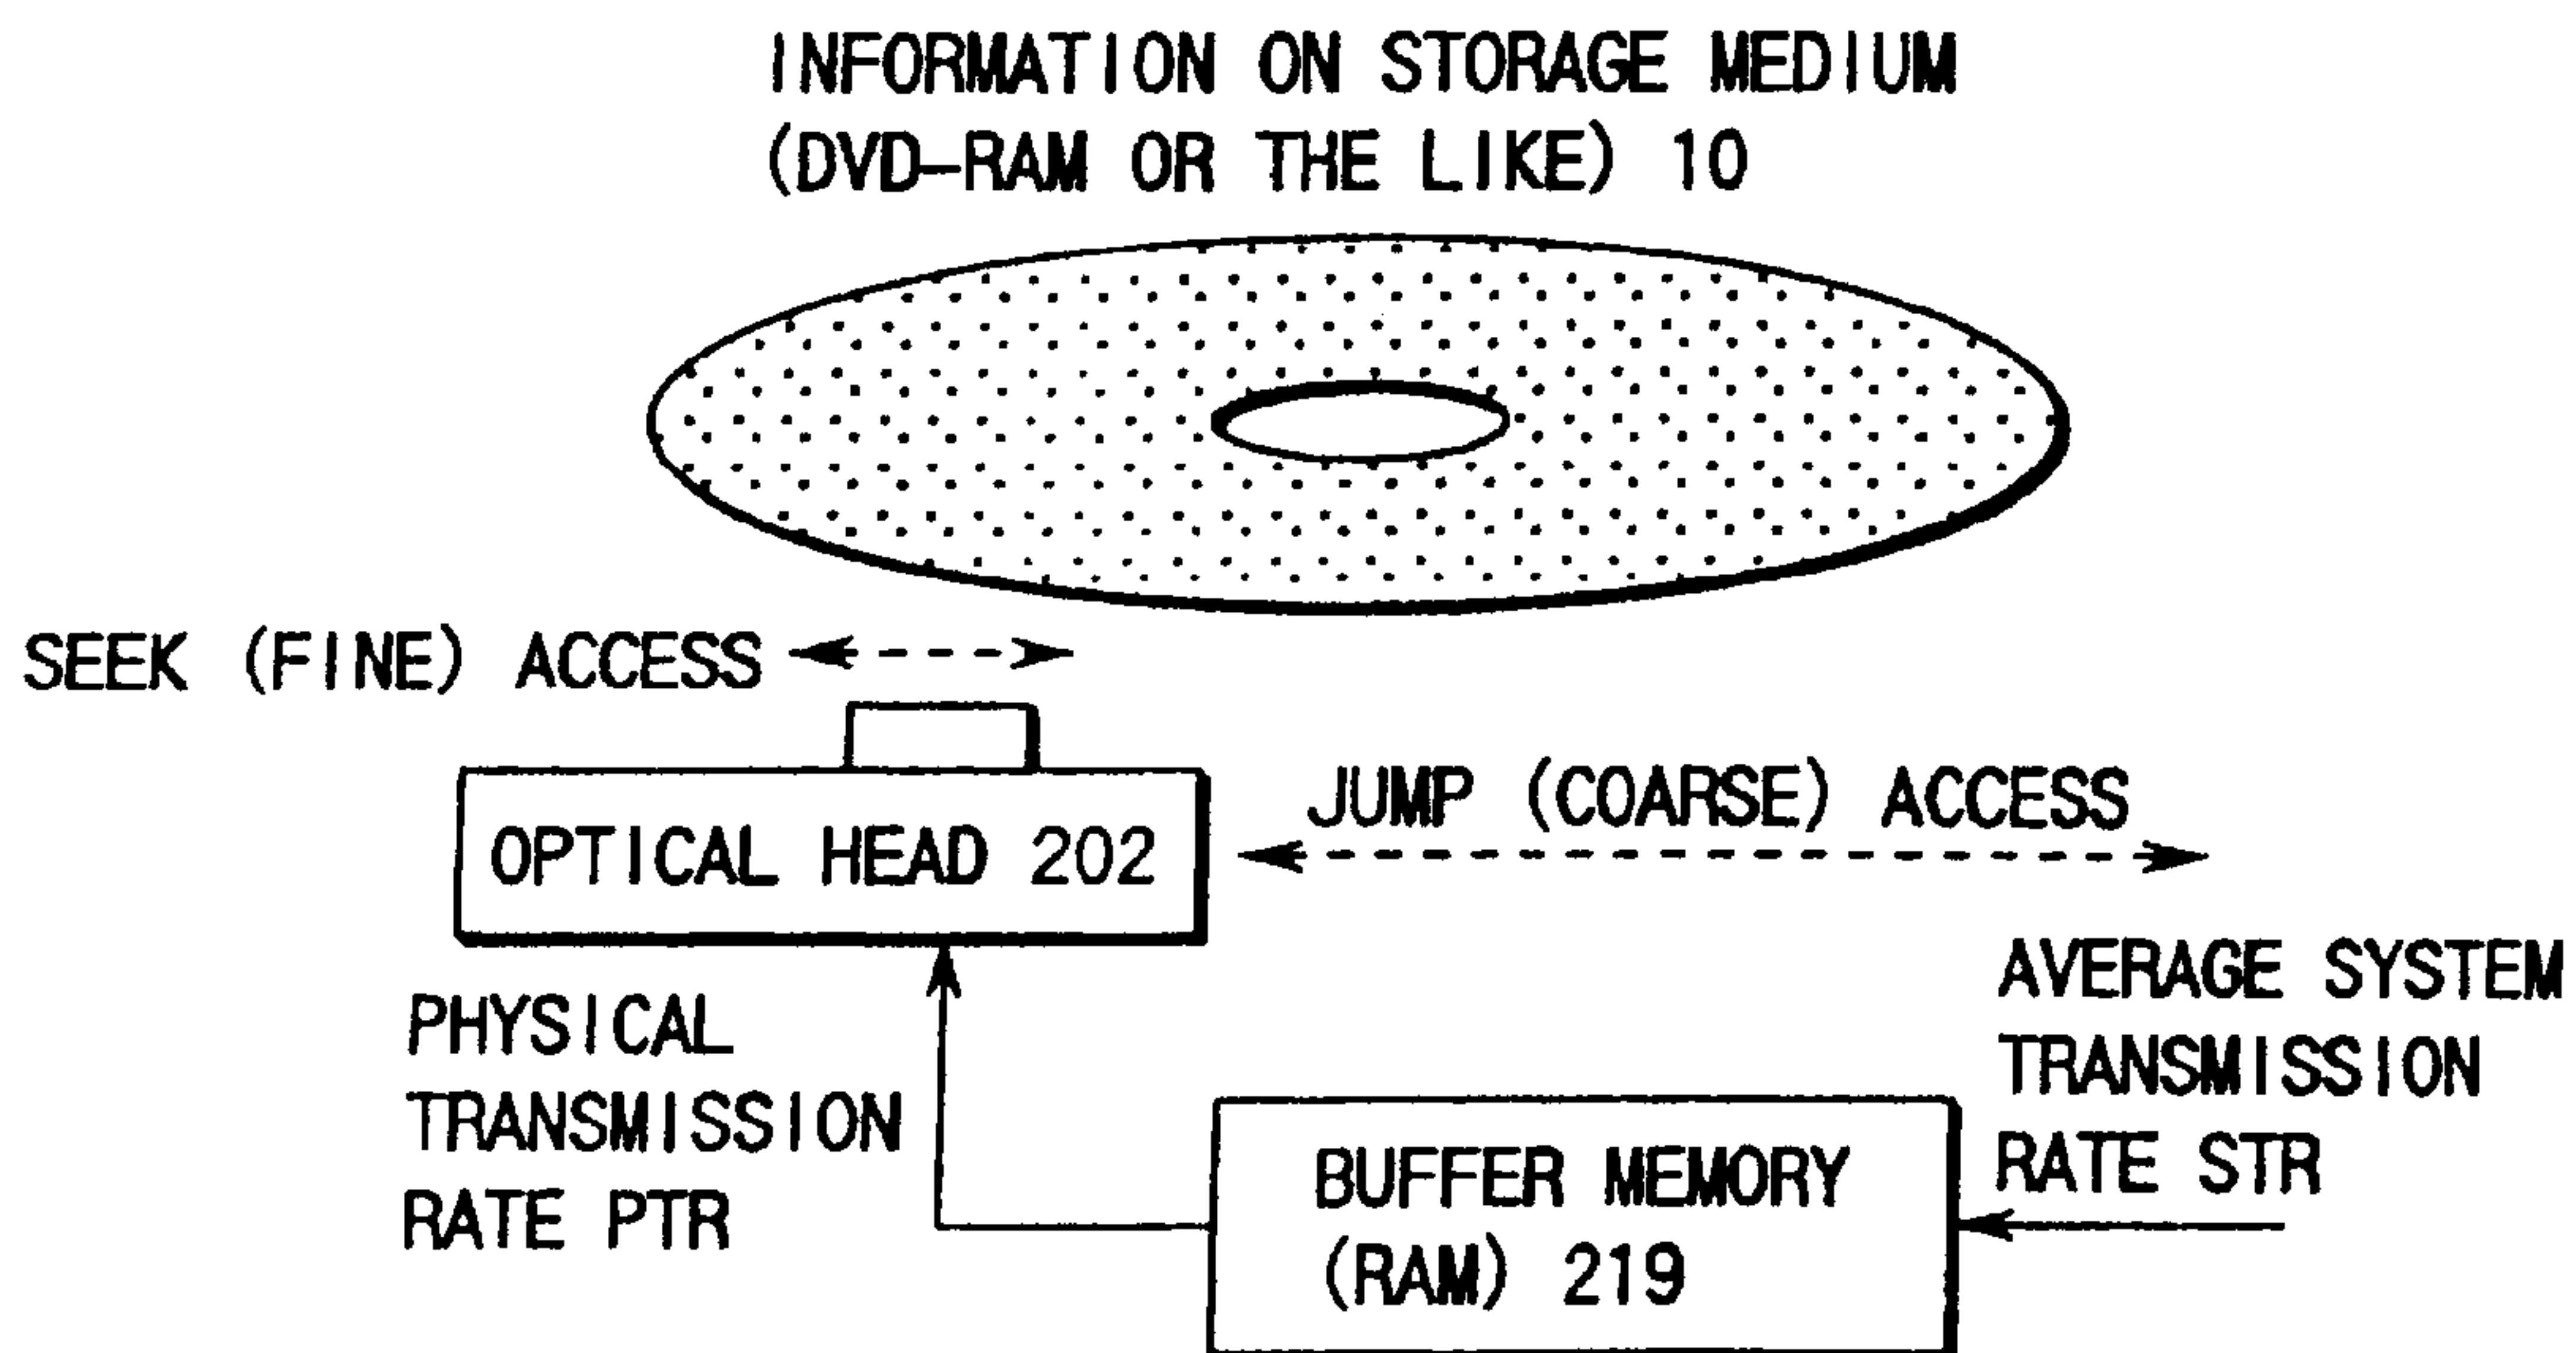 INFORMATION ON STORAGE MEDIUM
(DVD-RAM OR THE LIKE) 10
SEEK (FINE) ACCESS
JUMP (COARSE) ACCESS
OPTICAL HEAD 202
PHYSICAL
TRANSMISSION
RATE PTR
AVERAGE SYSTEM
TRANSMISSION
RATE STR
BUFFER MEMORY
(RAM) 219